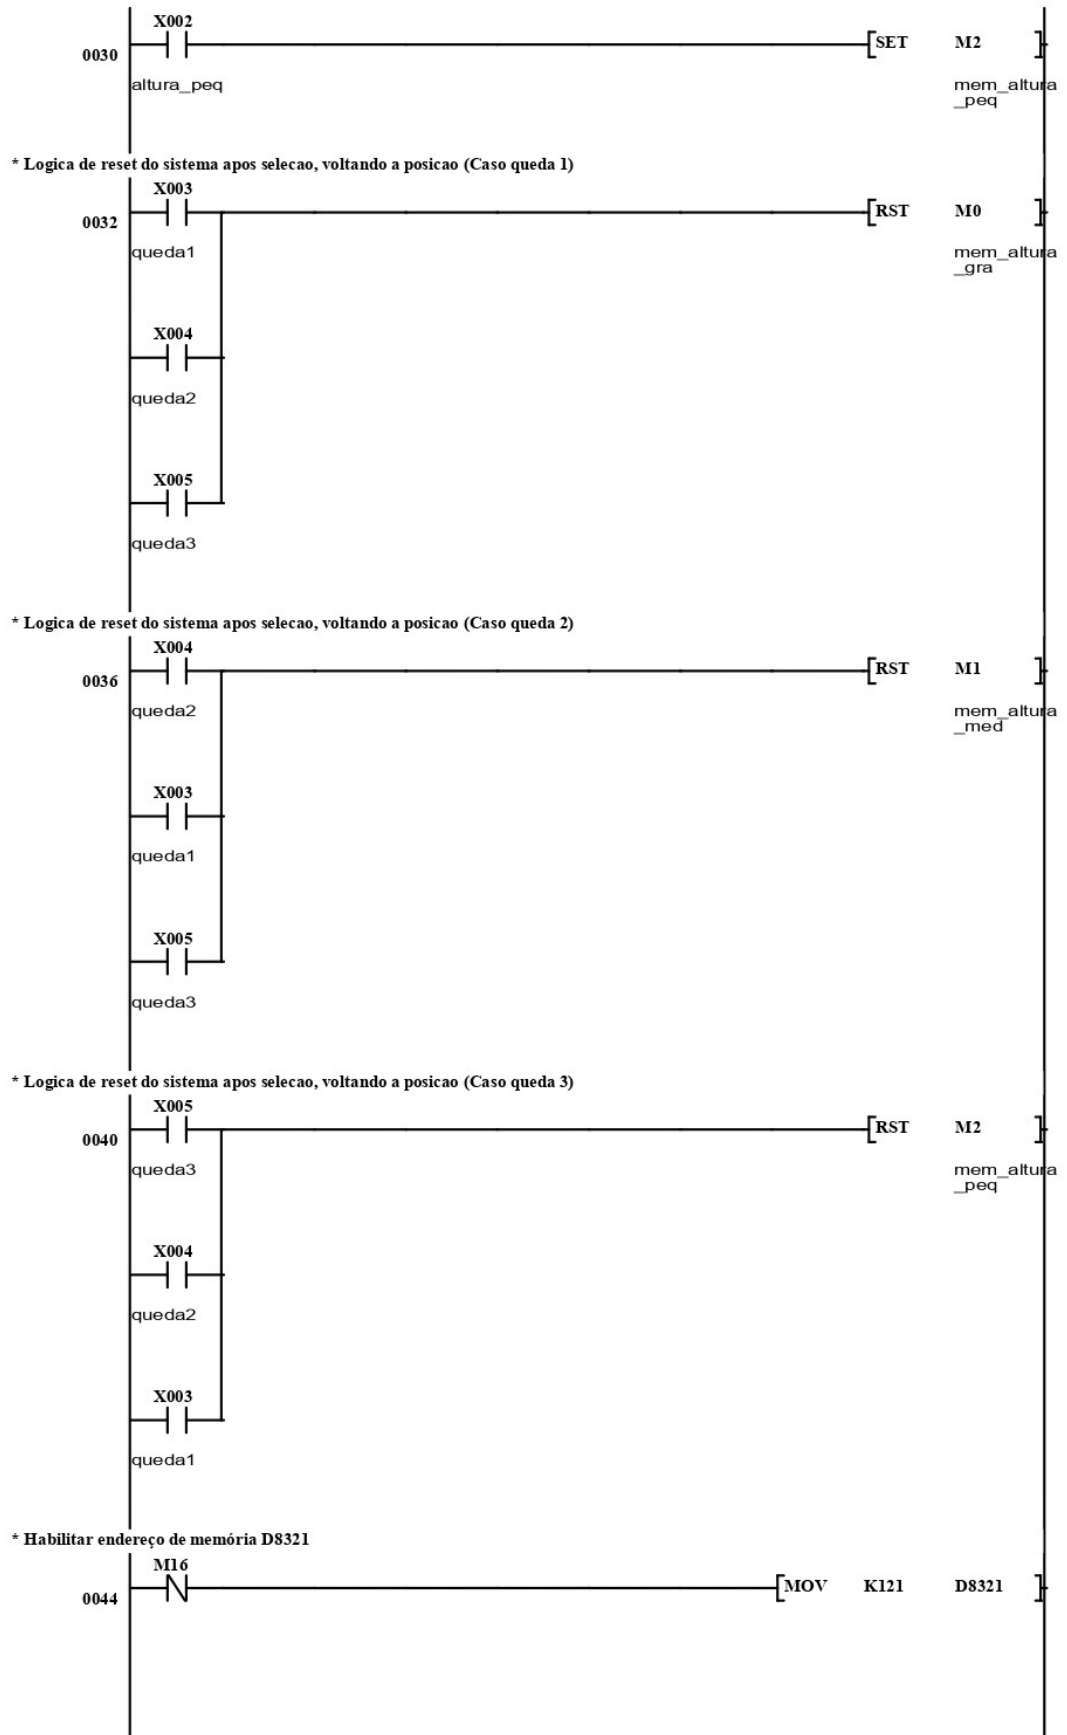 X002
0030 SET M2
altura_peq mem_altura
_peq
* Logica de reset do sistema apos selecao, voltando a posicao (Caso queda 1)
X003
0032 RST M0
queda1 mem_altura
_gra
X004
queda2
X005
queda3
* Logica de reset do sistema apos selecao, voltando a posicao (Caso queda 2)
X004
0036 RST M1
queda2 mem_altura
_med
X003
queda1
X005
queda3
* Logica de reset do sistema apos selecao, voltando a posicao (Caso queda 3)
X005
0040 RST M2
queda3 mem_altura
_peq
X004
queda2
X003
queda1
* Habilitar endereço de memória D8321
M16
0044 MOV K121 D8321